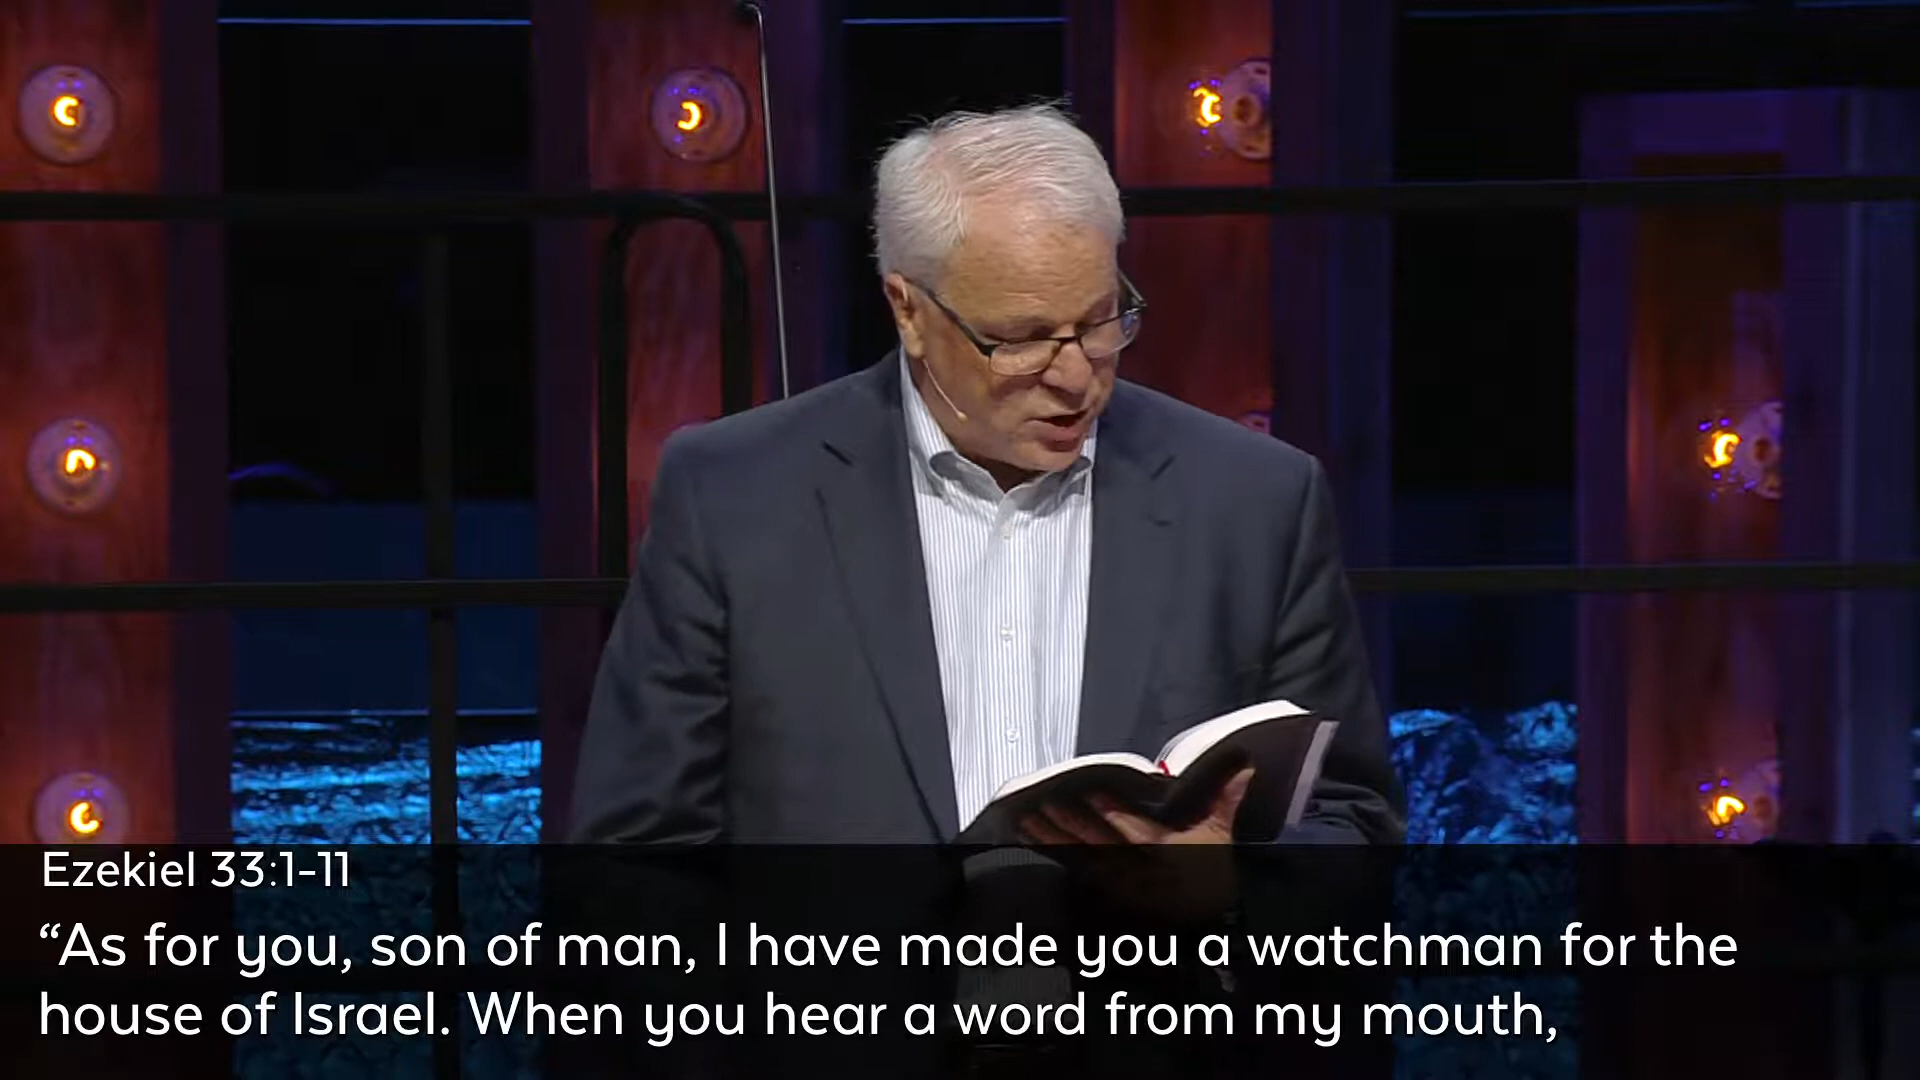 Ezekiel 33:1-11
“As for you, son of man, I have made you a watchman for the
house of Israel. When you hear a word from my mouth,